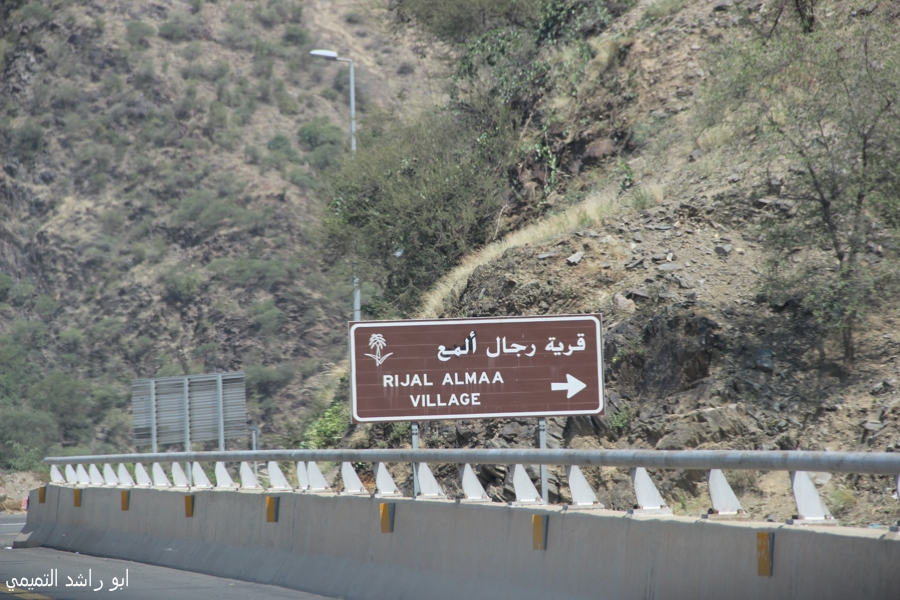 قرية رجال ألمع
RIJAL ALMAA
VILLAGE
ابو راشد التميمي